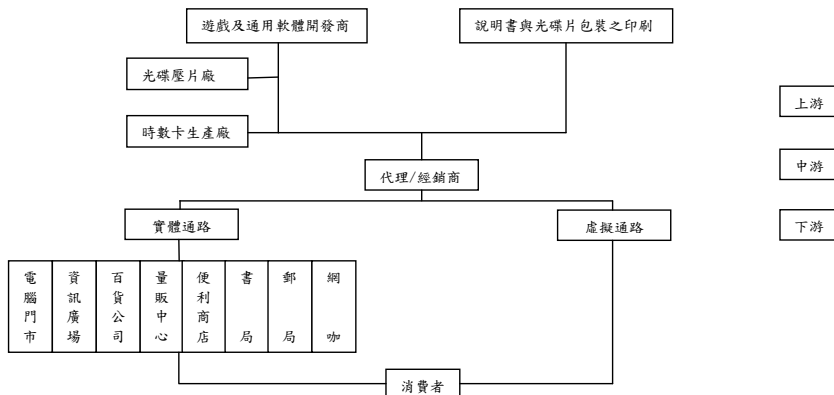 遊戲及通用軟體開發商
說明書與光碟片包裝之印刷
光碟壓片廠
上游
時數卡生產廠
中游
代理/經銷商
實體通路
虛擬通路
下游
電腦門市
資訊廣場
百貨公司
量販中心
便利商店
書局
郵局
網咖
消費者